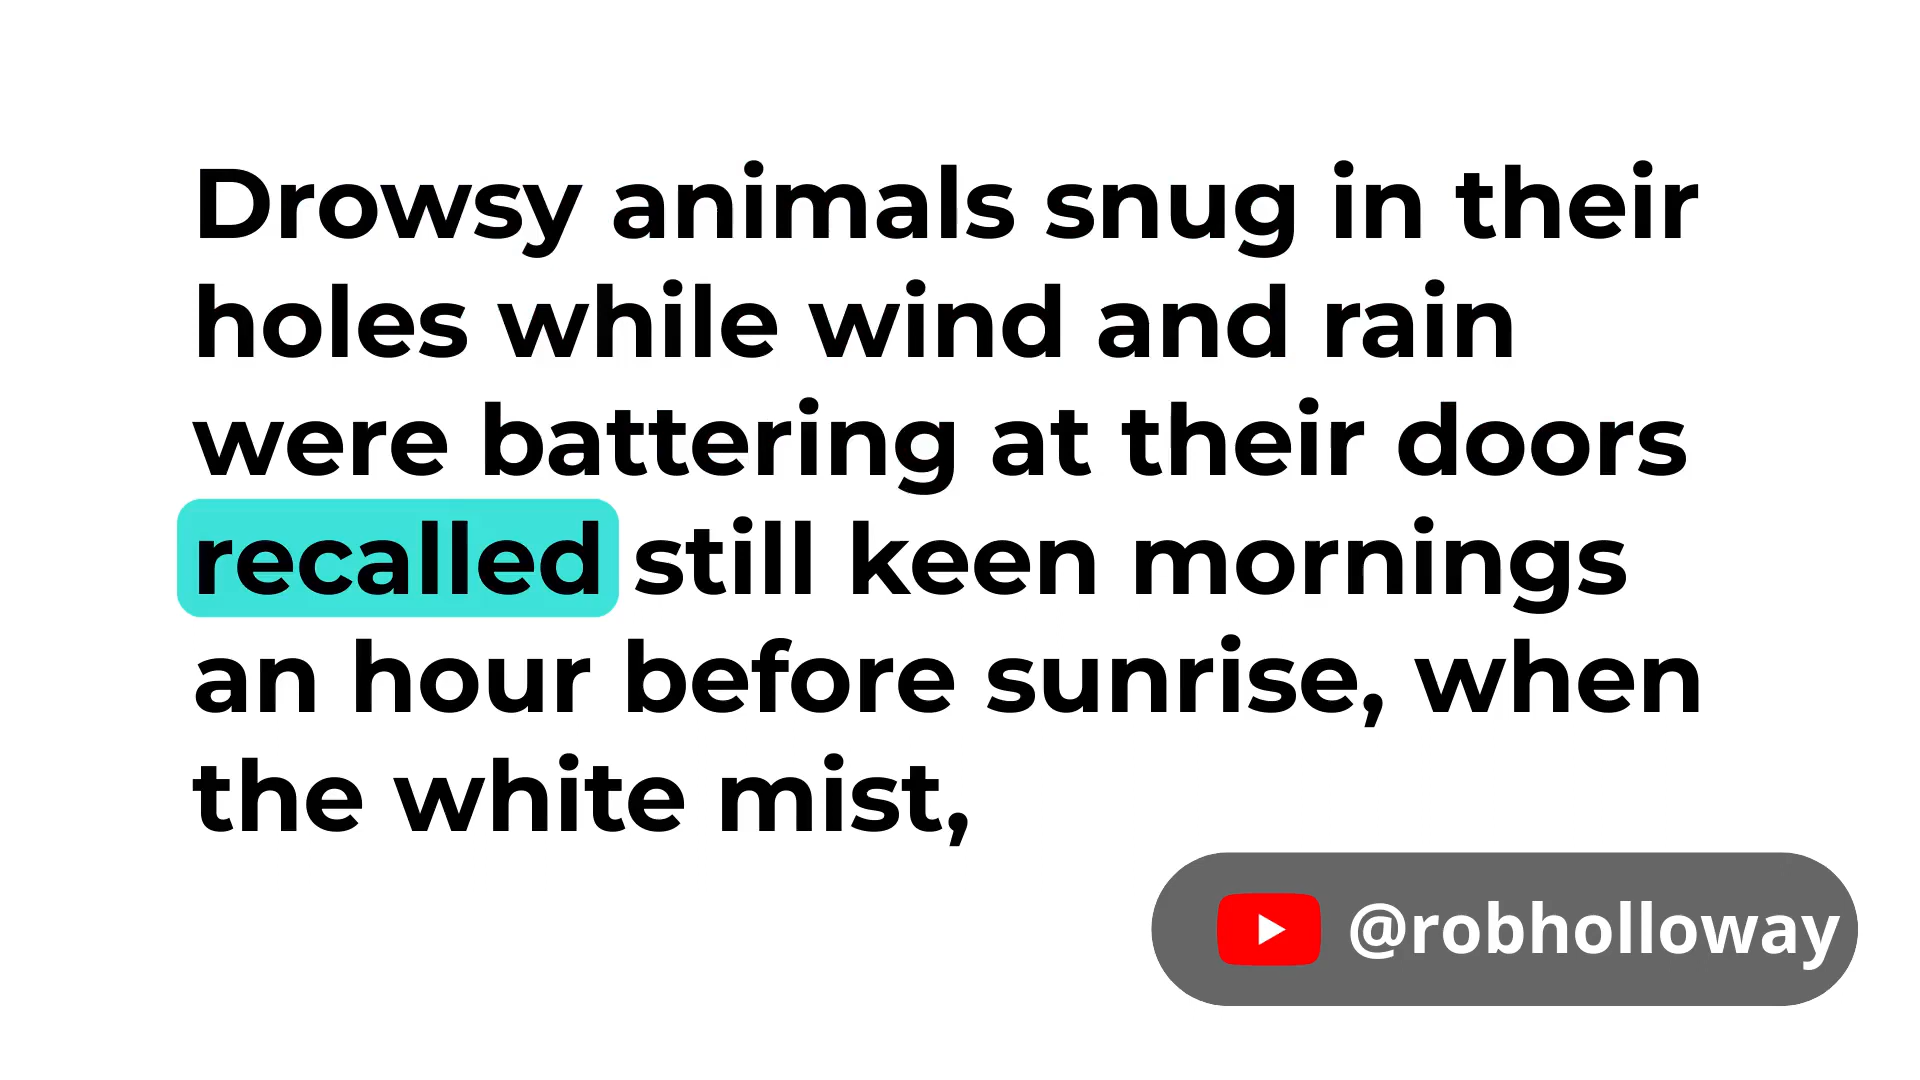 Drowsy animals snug in their
holes while wind and rain
were battering at their doors
recalled still keen mornings
an hour before sunrise, when
the white mist,
@robholloway